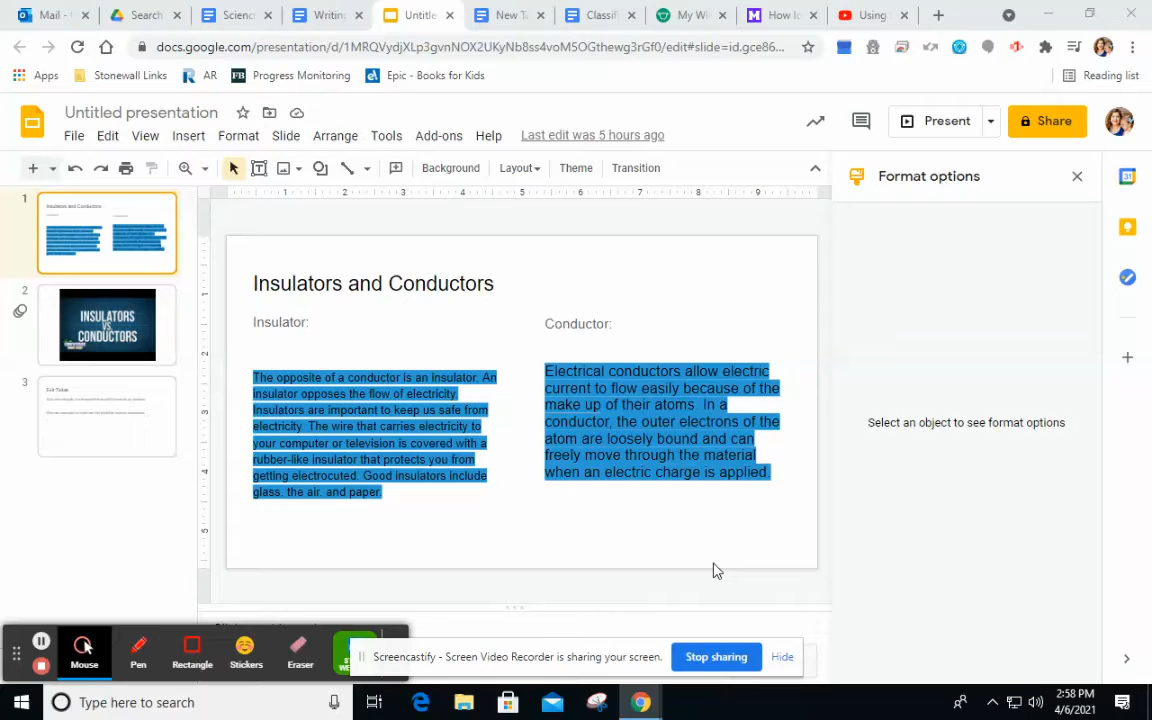 Mail -
Search
Scienc
Writing
Untitle
New Ta
Classif
My Wi
How lo
Using
docs.google.com/presentation/d/1MRQVydjXLp3gvnNOX2UKyNb8ss4voM5OGthewg3rGf0/edit#slide=id.gce86...
Apps
Stonewall Links
AR
FB Progress Monitoring
Epic - Books for Kids
Reading list
Untitled presentation
File Edit View Insert Format Slide Arrange Tools Add-ons Help Last edit was 5 hours ago
Present
Share
Background Layout Theme Transition
Format options
1
2
3
INSULATORS
VS.
CONDUCTORS
Exit Ticket
Insulators and Conductors
Insulator:
Conductor:
The opposite of a conductor is an insulator. An
insulator opposes the flow of electricity.
Insulators are important to keep us safe from
electricity. The wire that carries electricity to
your computer or television is covered with a
rubber-like insulator that protects you from
getting electrocuted. Good insulators include
glass, the air, and paper.
Electrical conductors allow electric
current to flow easily because of the
make up of their atoms. In a
conductor, the outer electrons of the
atom are loosely bound and can
freely move through the material
when an electric charge is applied.
Select an object to see format options
Mouse Pen Rectangle Stickers Eraser
Screencastify - Screen Video Recorder is sharing your screen.
Stop sharing
Hide
Type here to search
2:58 PM
4/6/2021